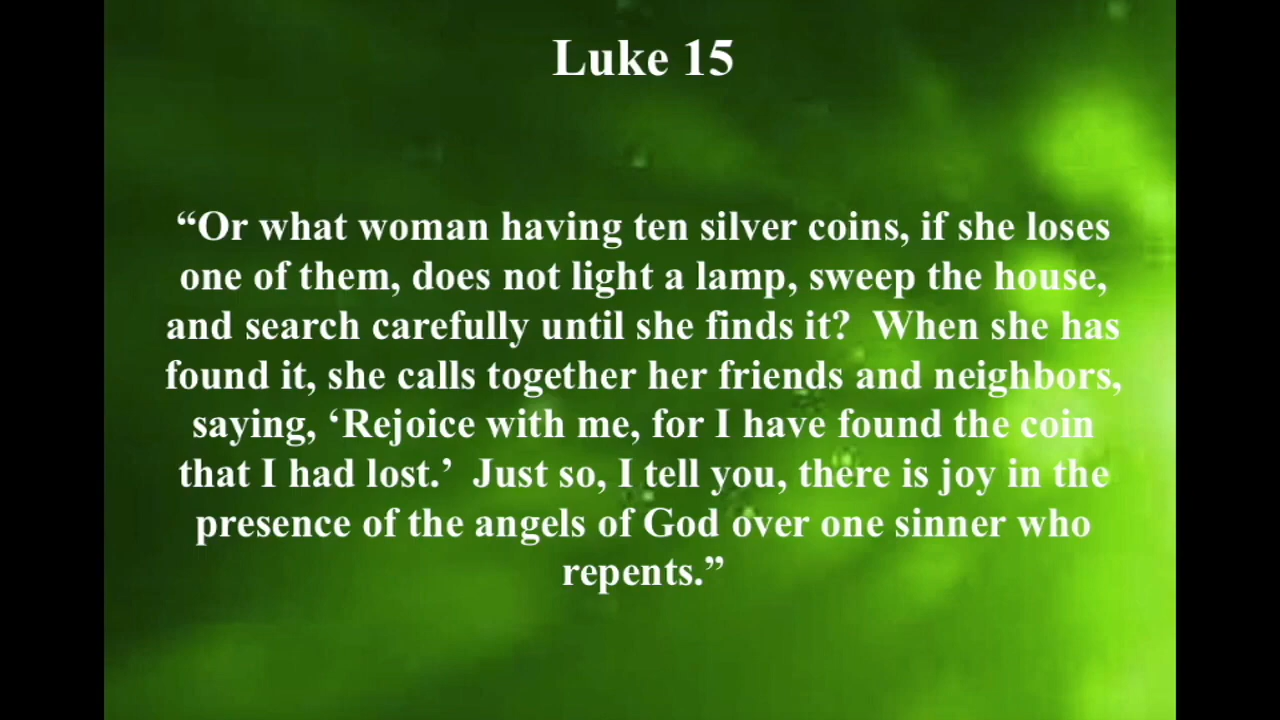 Luke 15
“Or what woman having ten silver coins, if she loses
one of them, does not light a lamp, sweep the house,
and search carefully until she finds it?  When she has
found it, she calls together her friends and neighbors,
saying, ‘Rejoice with me, for I have found the coin
that I had lost.’  Just so, I tell you, there is joy in the
presence of the angels of God over one sinner who
repents.”